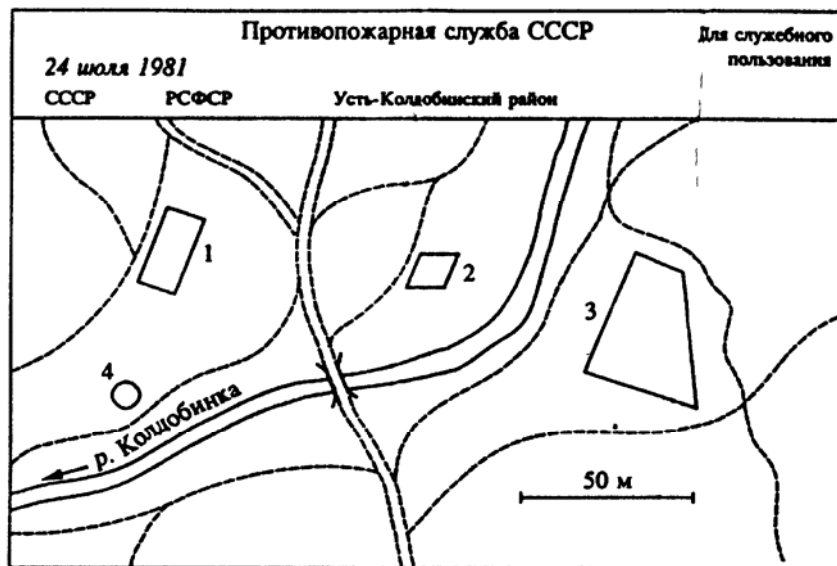 Противопожарная служба СССР
Для служебного
пользования
24 июля 1981
СССР РСФСР Усть-Колдобинский район
1
2
3
4
р. Колдобинка
50 м